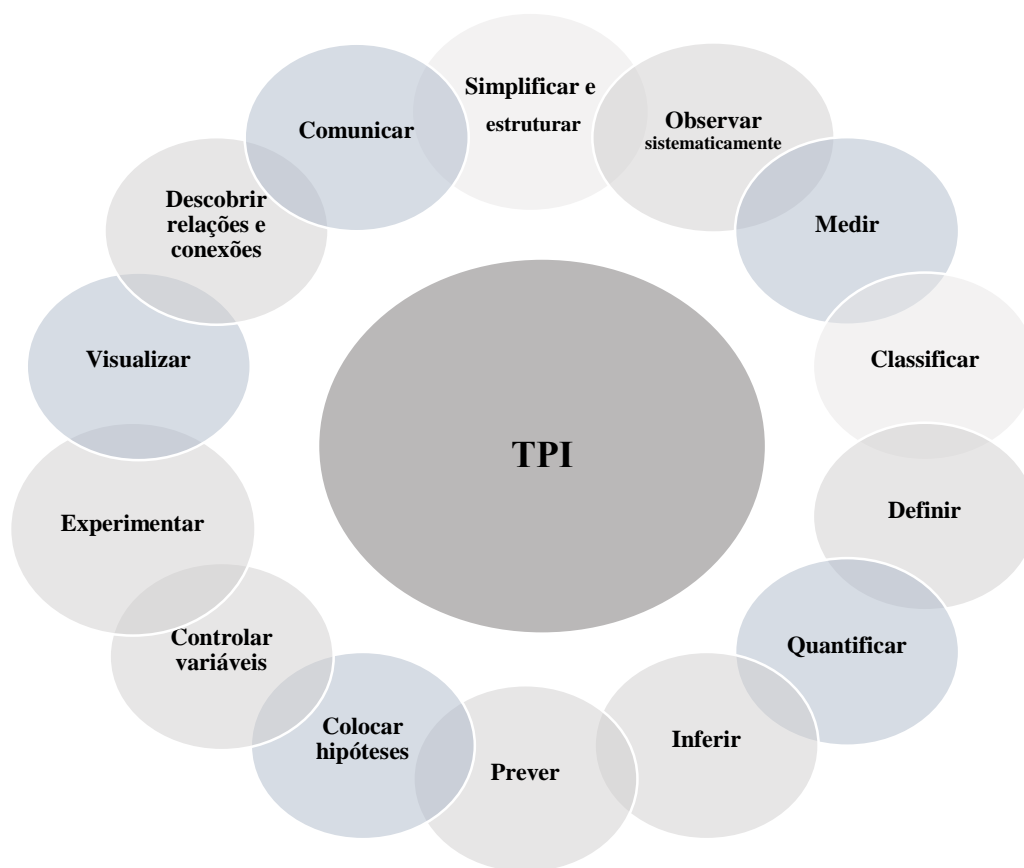 Simplificar e
estruturar
Observar
sistematicamente
Medir
Classificar
Definir
Quantificar
Inferir
Prever
Colocar
hipóteses
Controlar
variáveis
Experimentar
Visualizar
Descobrir
relações e
conexões
Comunicar
TPI